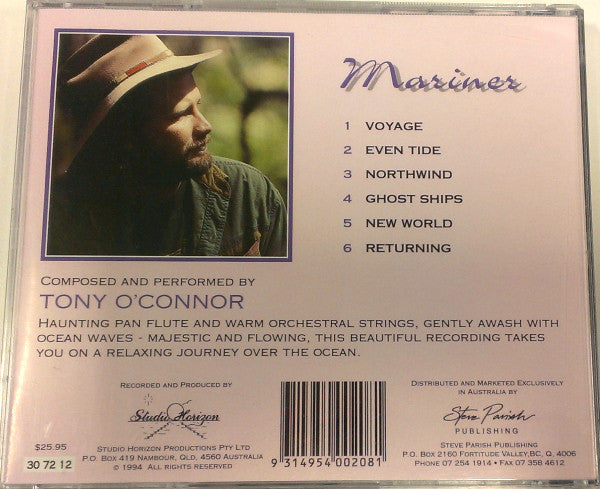 Mariner
1 VOYAGE
2 EVEN TIDE
3 NORTHWIND
4 GHOST SHIPS
5 NEW WORLD
6 RETURNING
COMPOSED AND PERFORMED BY
TONY O'CONNOR
HAUNTING PAN FLUTE AND WARM ORCHESTRAL STRINGS, GENTLY AWASH WITH
OCEAN WAVES - MAJESTIC AND FLOWING, THIS BEAUTIFUL RECORDING TAKES
YOU ON A RELAXING JOURNEY OVER THE OCEAN.
RECORDED AND PRODUCED BY
Studio Horizon
$25.95
30 72 12
STUDIO HORIZON PRODUCTIONS PTY LTD
P.O. BOX 419 NAMBOUR, QLD, 4560 AUSTRALIA
© 1994 ALL RIGHTS RESERVED
9 314954 002081
DISTRIBUTED AND MARKETED EXCLUSIVELY
IN AUSTRALIA BY
Steve Parish
PUBLISHING
STEVE PARISH PUBLISHING
P.O. BOX 2160 FORTITUDE VALLEY,BC, Q. 4006
PHONE 07 254 1914 • FAX 07 358 4612